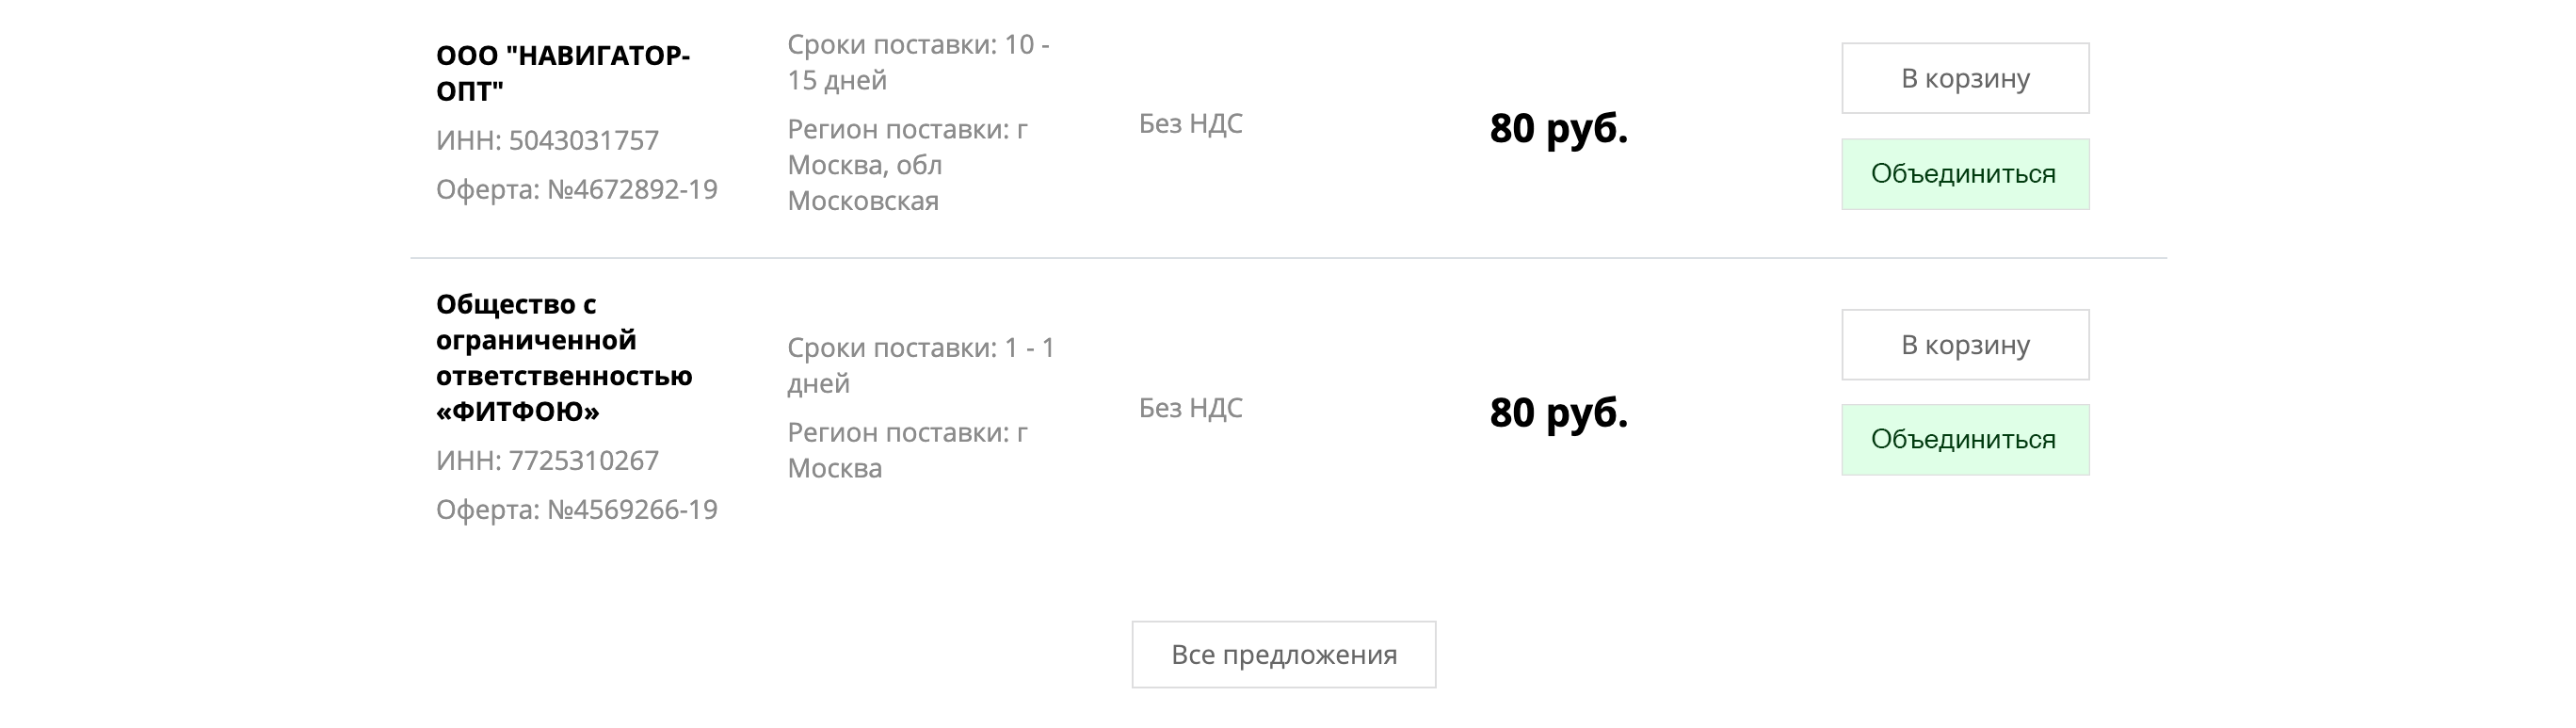 ООО "НАВИГАТОР-
ОПТ"
ИНН: 5043031757
Оферта: №4672892-19
Сроки поставки: 10 -
15 дней
Регион поставки: г
Москва, обл
Московская
Без НДС
80 руб.
В корзину
Объединиться
Общество с
ограниченной
ответственностью
«ФИТФОЮ»
ИНН: 7725310267
Оферта: №4569266-19
Сроки поставки: 1 - 1
дней
Регион поставки: г
Москва
Без НДС
80 руб.
В корзину
Объединиться
Все предложения